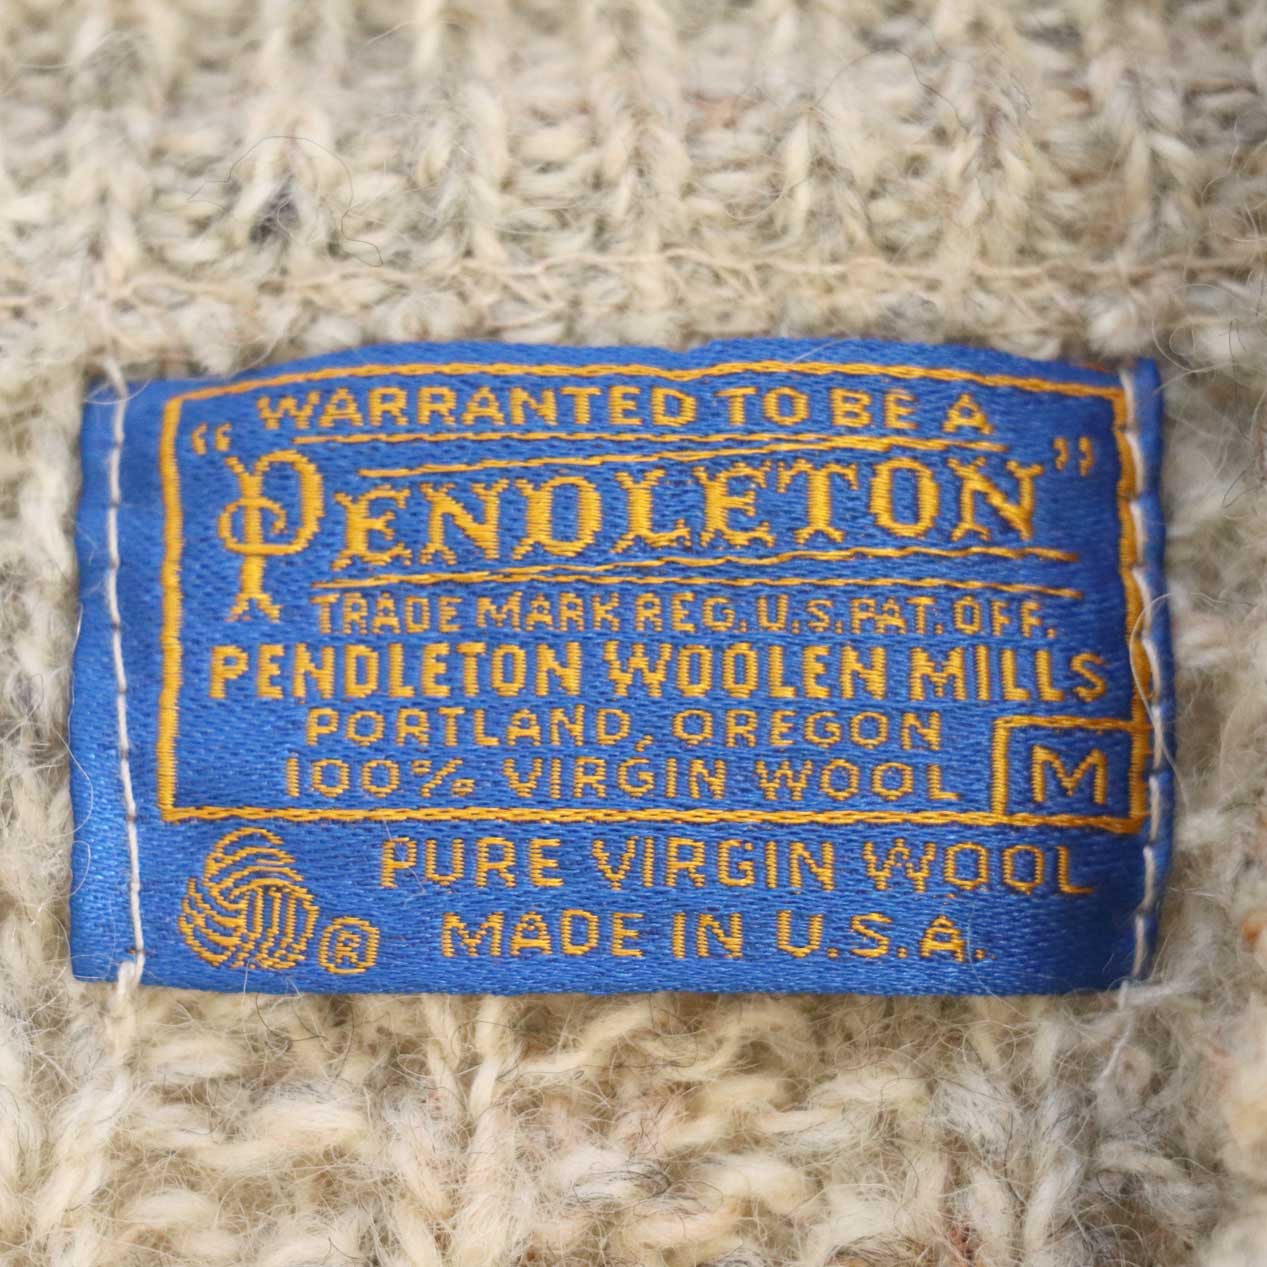 WARRANTED TO BE A
“PENDLETON”
TRADE MARK REG. U.S. PAT. OFF.
PENDLETON WOOLEN MILLS
PORTLAND, OREGON
100% VIRGIN WOOL
M
PURE VIRGIN WOOL
® MADE IN U.S.A.